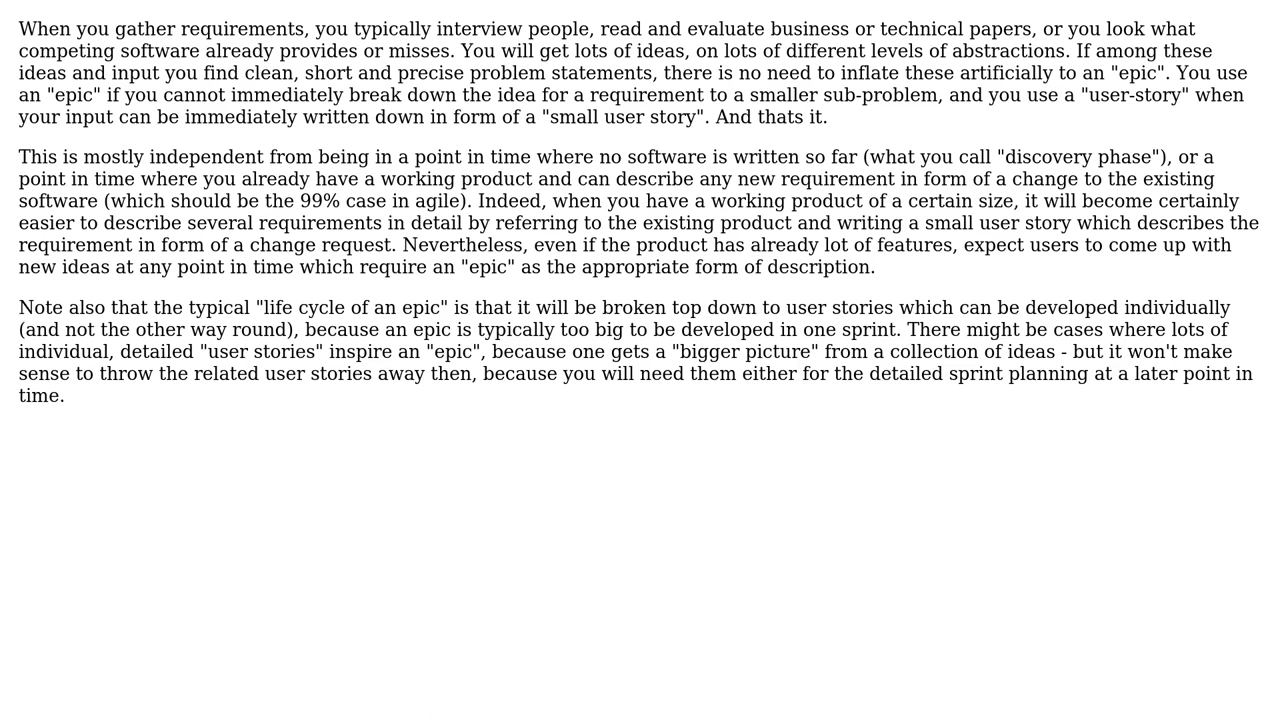 When you gather requirements, you typically interview people, read and evaluate business or technical papers, or you look what
competing software already provides or misses. You will get lots of ideas, on lots of different levels of abstractions. If among these
ideas and input you find clean, short and precise problem statements, there is no need to inflate these artificially to an "epic". You use
an "epic" if you cannot immediately break down the idea for a requirement to a smaller sub-problem, and you use a "user-story" when
your input can be immediately written down in form of a "small user story". And thats it.
This is mostly independent from being in a point in time where no software is written so far (what you call "discovery phase"), or a
point in time where you already have a working product and can describe any new requirement in form of a change to the existing
software (which should be the 99% case in agile). Indeed, when you have a working product of a certain size, it will become certainly
easier to describe several requirements in detail by referring to the existing product and writing a small user story which describes the
requirement in form of a change request. Nevertheless, even if the product has already lot of features, expect users to come up with
new ideas at any point in time which require an "epic" as the appropriate form of description.
Note also that the typical "life cycle of an epic" is that it will be broken top down to user stories which can be developed individually
(and not the other way round), because an epic is typically too big to be developed in one sprint. There might be cases where lots of
individual, detailed "user stories" inspire an "epic", because one gets a "bigger picture" from a collection of ideas - but it won't make
sense to throw the related user stories away then, because you will need them either for the detailed sprint planning at a later point in
time.